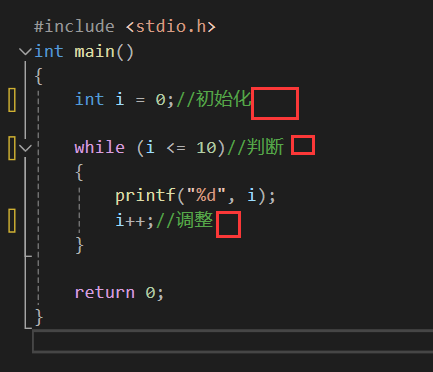 #include <stdio.h>
int main()
{
int i = 0;//初始化
while (i <= 10)//判断
{
printf("%d", i);
i++;//调整
}
return 0;
}